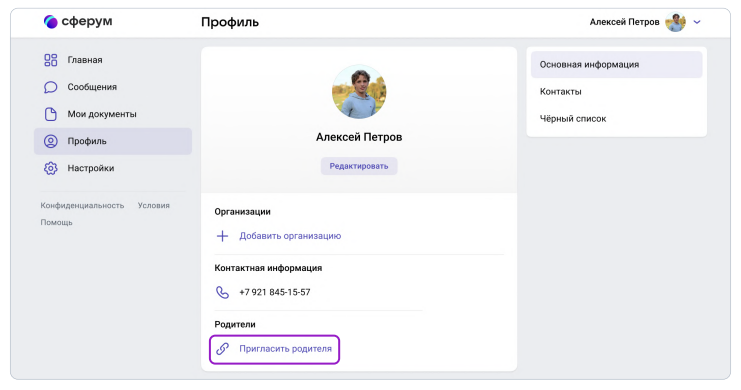 сферум
Профиль
Алексей Петров
Главная
Сообщения
Мои документы
Профиль
Настройки
Конфиденциальность Условия
Помощь
Алексей Петров
Редактировать
Организации
Добавить организацию
Контактная информация
+7 921 845-15-57
Родители
Пригласить родителя
Основная информация
Контакты
Чёрный список